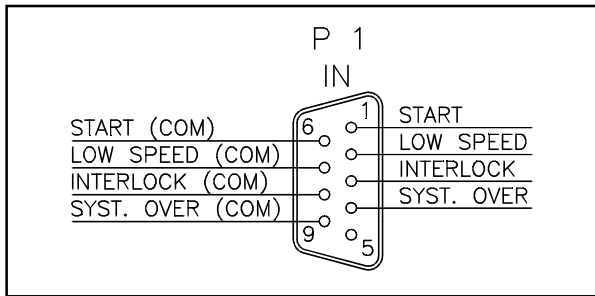 P 1
IN
6
START (COM)
LOW SPEED (COM)
INTERLOCK (COM)
SYST. OVER (COM)
9
1
START
LOW SPEED
INTERLOCK
SYST. OVER
5